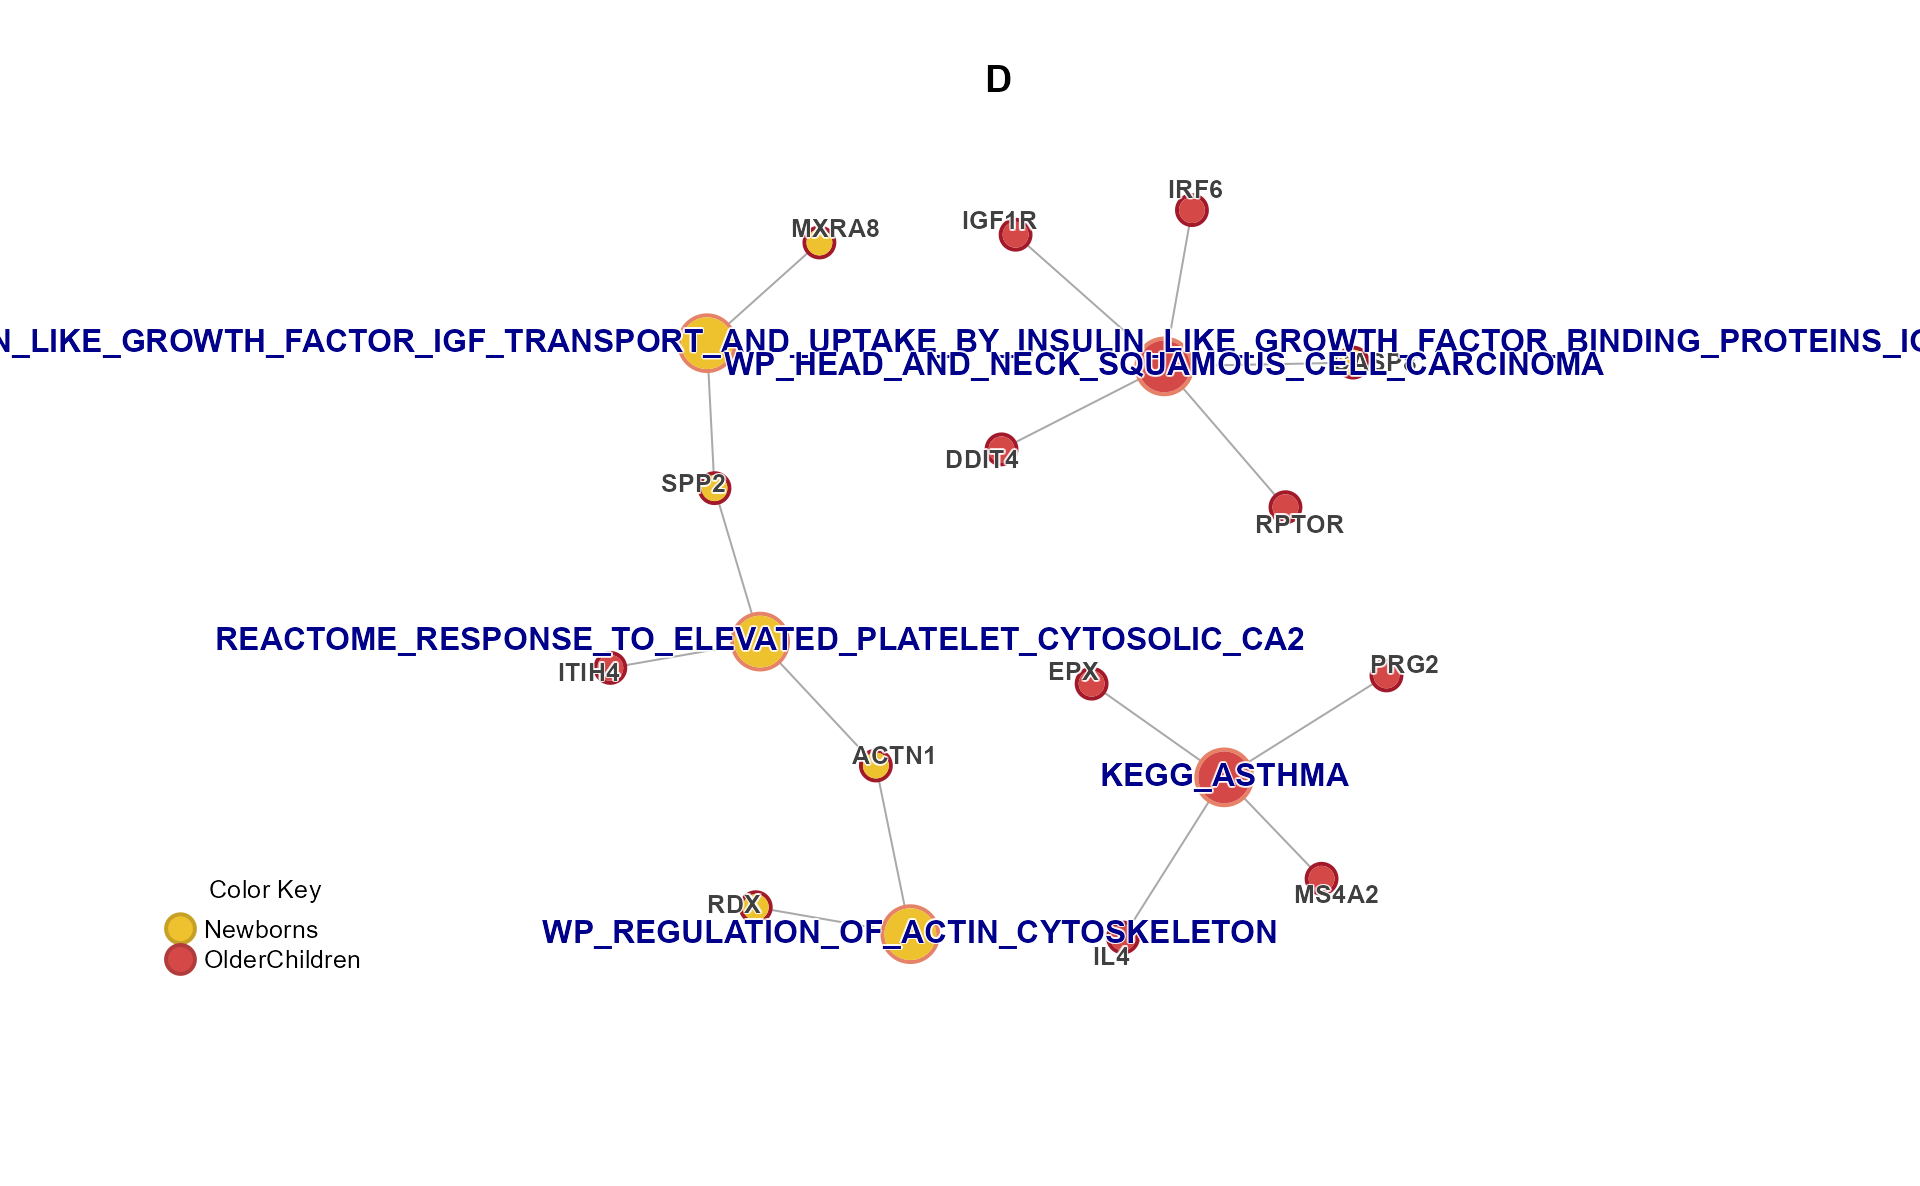 D
IRF6
IGF1R
MXRA8
N_LIKE_GROWTH_FACTOR_IGF_TRANSPORT_AND_UPTAKE_BY_INSULIN_LIKE_GROWTH_FACTOR_BINDING_PROTEINS_IG
WP_HEAD_AND_NECK_SQUAMOUS_CELL_CARCINOMA
DDIT4
SPP2
RPTOR
REACTOME_RESPONSE_TO_ELEVATED_PLATELET_CYTOSOLIC_CA2
ITIH4
EPX
PRG2
ACTN1
KEGG_ASTHMA
MS4A2
RDX
WP_REGULATION_OF_ACTIN_CYTOSKELETON
IL4
Color Key
Newborns
OlderChildren